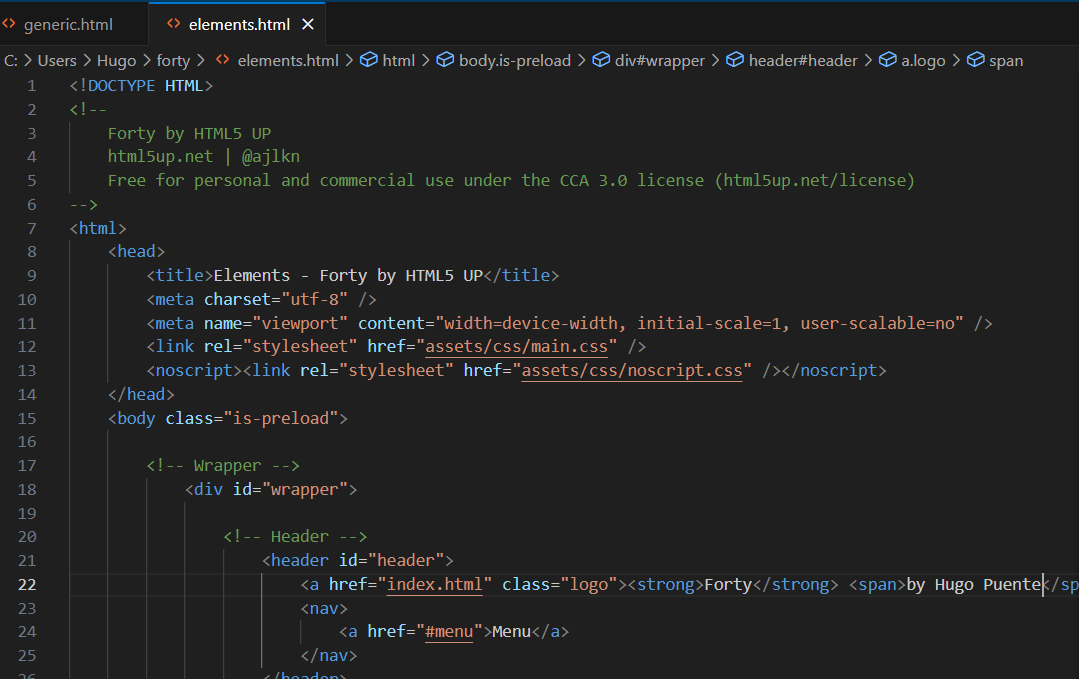 generic.html
elements.html
C: > Users > Hugo > forty > elements.html > html > body.is-preload > div#wrapper > header#header > a.logo > span
1 <!DOCTYPE HTML>
2 <!--
3 Forty by HTML5 UP
4 html5up.net | @ajlkn
5 Free for personal and commercial use under the CCA 3.0 license (html5up.net/license)
6 -->
7 <html>
8 <head>
9 <title>Elements - Forty by HTML5 UP</title>
10 <meta charset="utf-8" />
11 <meta name="viewport" content="width=device-width, initial-scale=1, user-scalable=no" />
12 <link rel="stylesheet" href="assets/css/main.css" />
13 <noscript><link rel="stylesheet" href="assets/css/noscript.css" /></noscript>
14 </head>
15 <body class="is-preload">
16
17 <!-- Wrapper -->
18 <div id="wrapper">
19
20 <!-- Header -->
21 <header id="header">
22 <a href="index.html" class="logo"><strong>Forty</strong> <span>by Hugo Puente</sp
23 <nav>
24 <a href="#menu">Menu</a>
25 </nav>
26 </header>